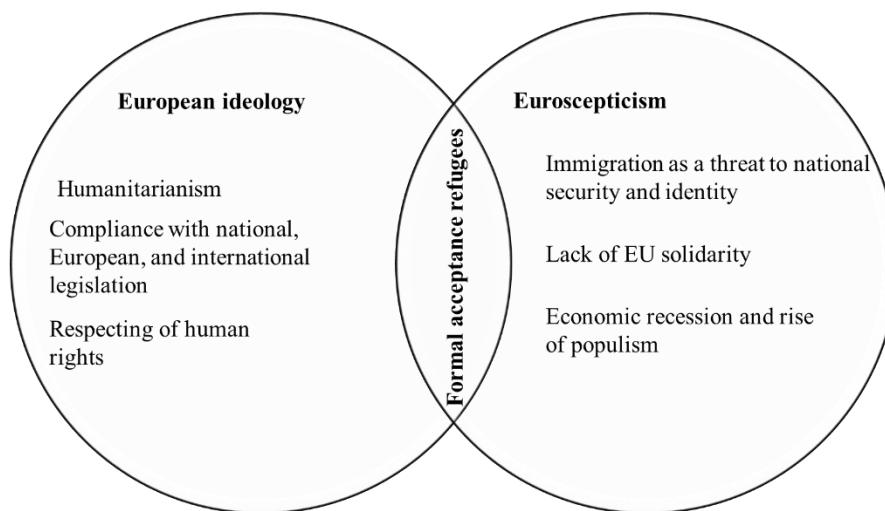 European ideology
Humanitarianism
Compliance with national,
European, and international
legislation
Respecting of human
rights
Formal acceptance refugees
Euroscepticism
Immigration as a threat to national
security and identity
Lack of EU solidarity
Economic recession and rise
of populism